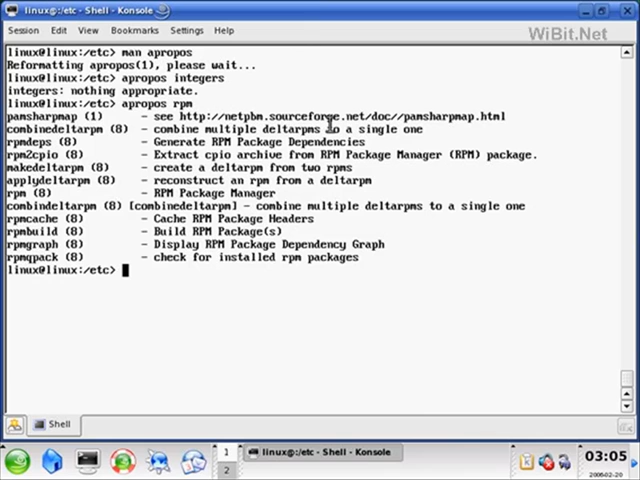 linux@:/etc - Shell - Konsole
Session Edit View Bookmarks Settings Help
WiBit.Net
linux@linux:/etc> man apropos
Reformatting apropos(1), please wait...
linux@linux:/etc> apropos integers
integers: nothing appropriate.
linux@linux:/etc> apropos rpm
pamsharpmap (1) - see http://netpbm.sourceforge.net/doc//pamsharpmap.html
combinedeltarpm (8) - combine multiple deltarpms to a single one
rpmdeps (8) - Generate RPM Package Dependencies
rpm2cpio (8) - Extract cpio archive from RPM Package Manager (RPM) package.
makedeltarpm (8) - create a deltarpm from two rpms
applydeltarpm (8) - reconstruct an rpm from a deltarpm
rpm (8) - RPM Package Manager
combindeltarpm (8) [combinedeltarpm] - combine multiple deltarpms to a single one
rpmcache (8) - Cache RPM Package Headers
rpmbuild (8) - Build RPM Package(s)
rpmgraph (8) - Display RPM Package Dependency Graph
rpmqpack (8) - check for installed rpm packages
linux@linux:/etc>
Shell
1
2
linux@:/etc - Shell - Konsole
03:05
2008-02-20